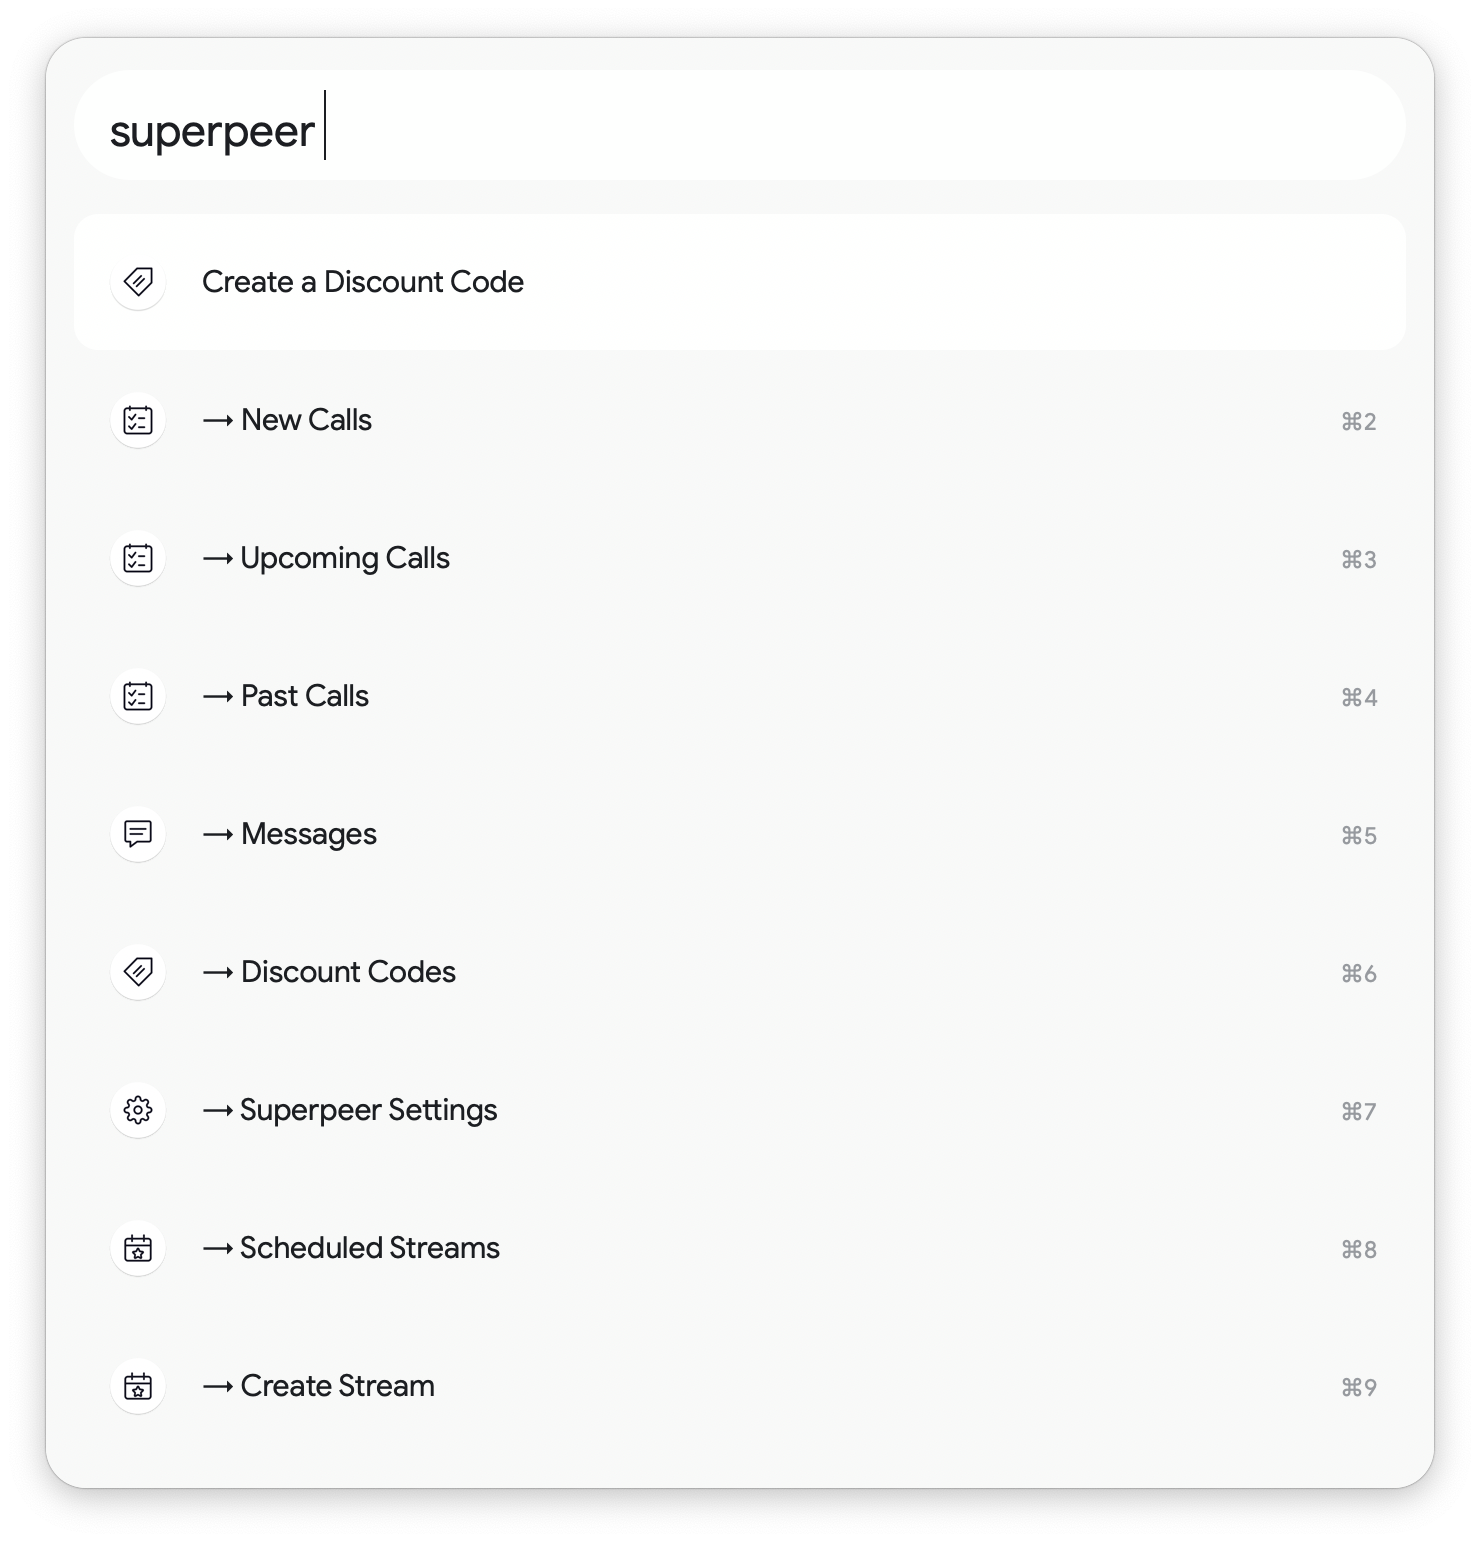 superpeer
Create a Discount Code
→ New Calls ⌘2
→ Upcoming Calls ⌘3
→ Past Calls ⌘4
→ Messages ⌘5
→ Discount Codes ⌘6
→ Superpeer Settings ⌘7
→ Scheduled Streams ⌘8
→ Create Stream ⌘9